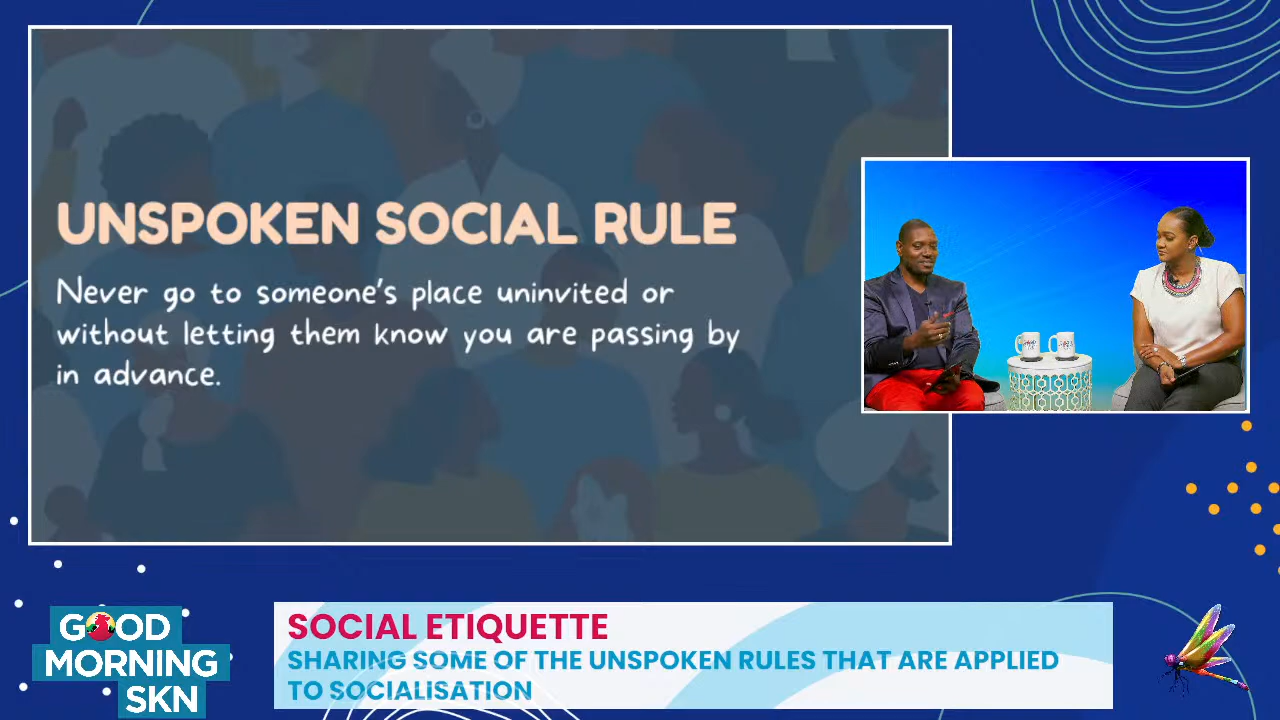 UNSPOKEN SOCIAL RULE
Never go to someone's place uninvited or
without letting them know you are passing by
in advance.
GOOD
MORNING
SKN
SOCIAL ETIQUETTE
SHARING SOME OF THE UNSPOKEN RULES THAT ARE APPLIED
TO SOCIALISATION